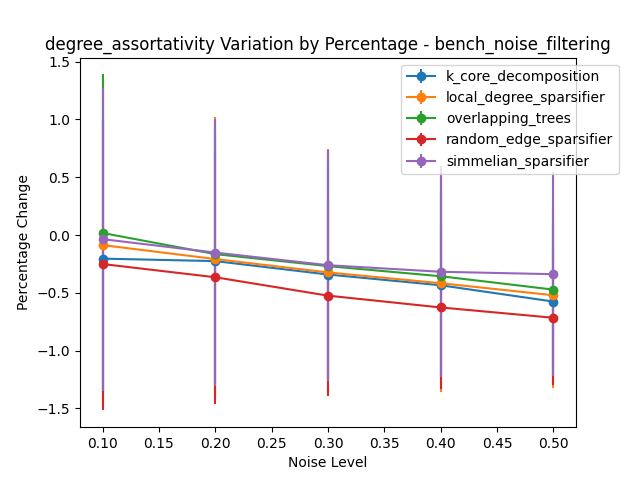 degree_assortativity Variation by Percentage - bench_noise_filtering
1.5
1.0
0.5
0.0
−0.5
−1.0
−1.5
Percentage Change
k_core_decomposition
local_degree_sparsifier
overlapping_trees
random_edge_sparsifier
simmelian_sparsifier
0.10 0.15 0.20 0.25 0.30 0.35 0.40 0.45 0.50
Noise Level